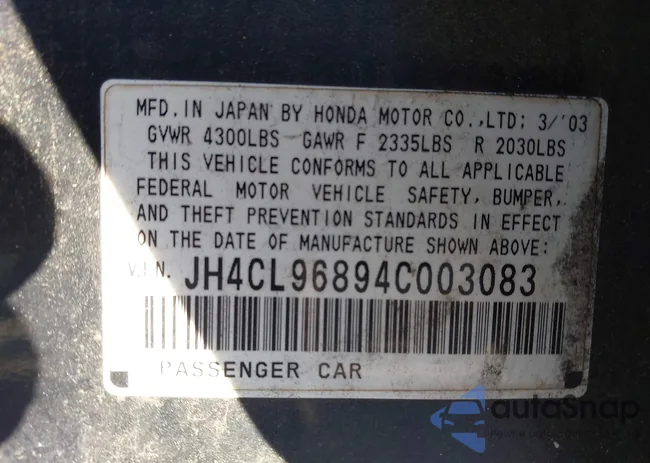 MFD. IN JAPAN BY HONDA MOTOR CO., LTD; 3/'03
GVWR 4300LBS GAWR F 2335LBS R 2030LBS
THIS VEHICLE CONFORMS TO ALL APPLICABLE
FEDERAL MOTOR VEHICLE SAFETY, BUMPER,
AND THEFT PREVENTION STANDARDS IN EFFECT
ON THE DATE OF MANUFACTURE SHOWN ABOVE:
V.I.N. JH4CL96894C003083
PASSENGER CAR
autoSnap